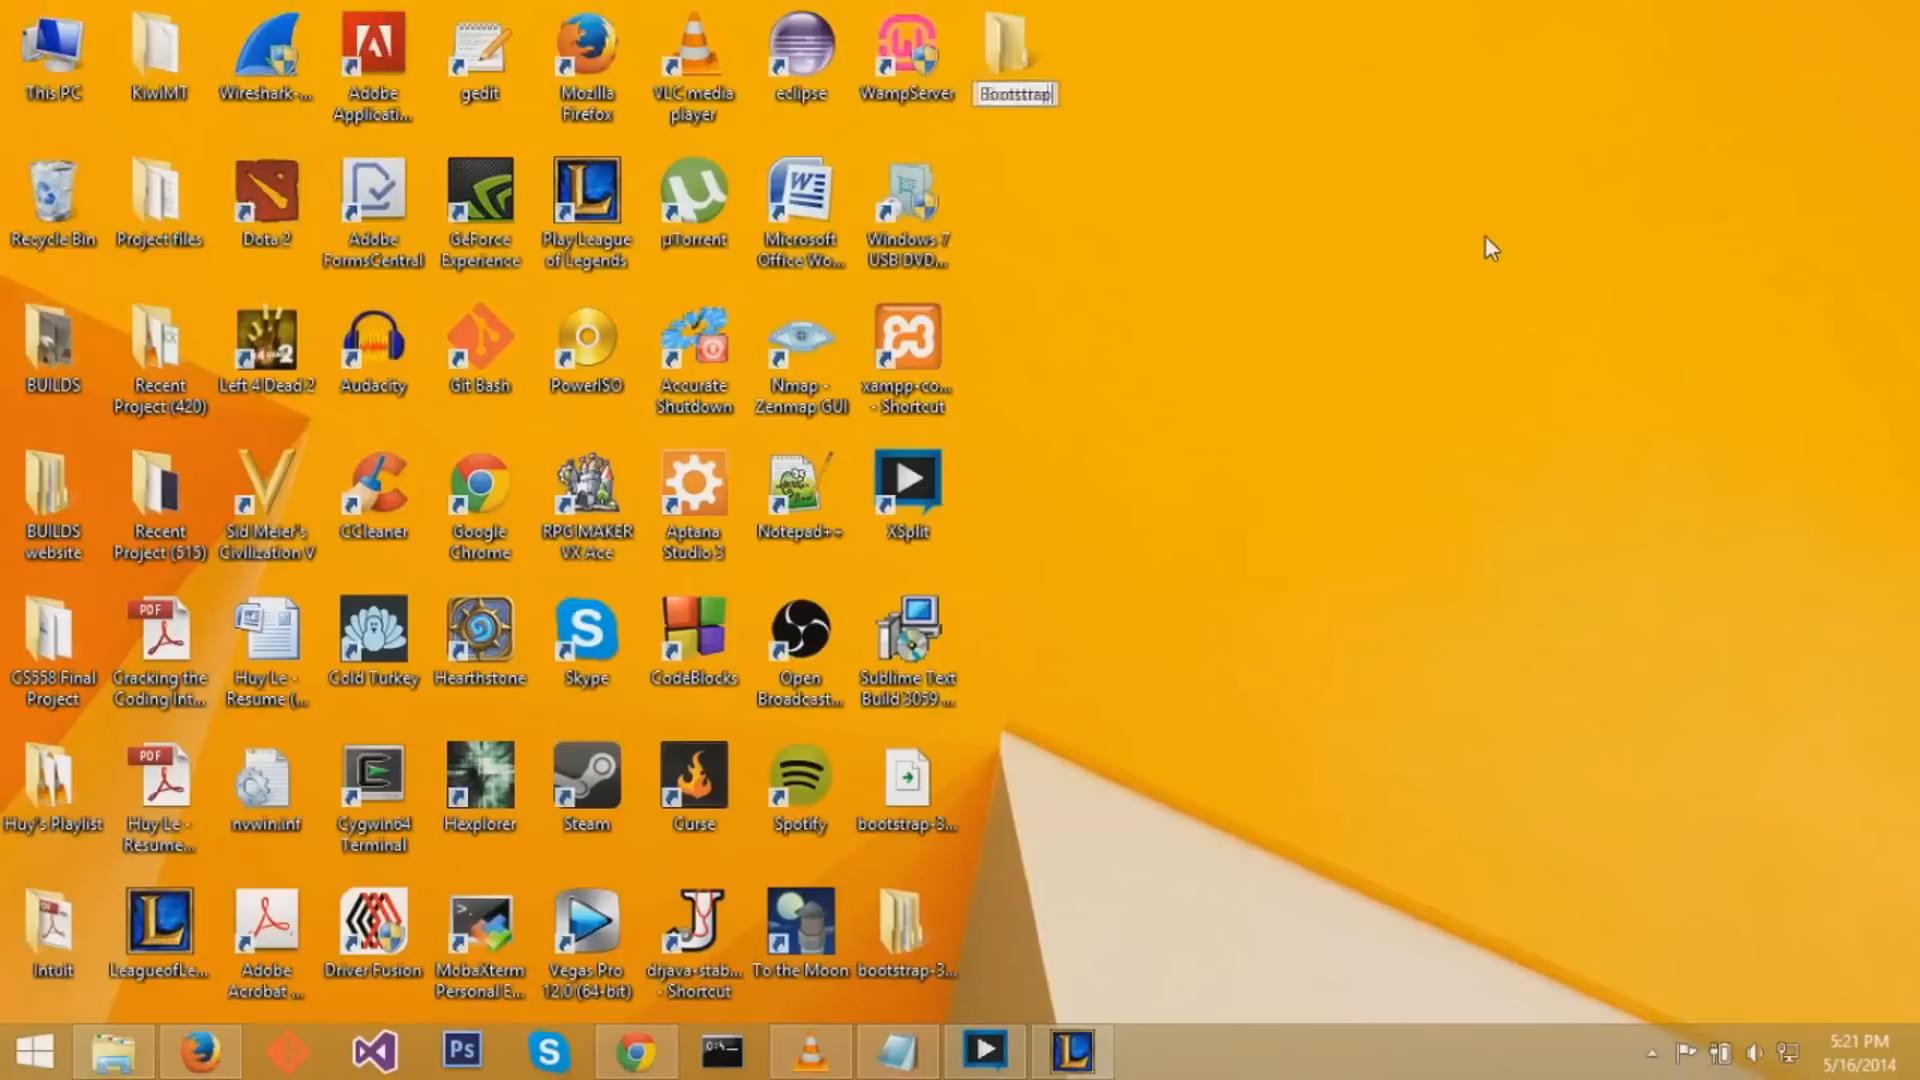 This PC
KiwiMT
Wireshark-...
Adobe
Applicati...
gedit
Mozilla
Firefox
VLC media
player
eclipse
WampServer
Bootstrap
Recycle Bin
Project files
Dota 2
Adobe
FormsCentral
GeForce
Experience
Play League
of Legends
µTorrent
Microsoft
Office Wo...
Windows 7
USB DVD...
BUILDS
Recent
Project (420)
Left 4 Dead 2
Audacity
Git Bash
PowerISO
Accurate
Shutdown
Nmap -
Zenmap GUI
xampp-co...
- Shortcut
BUILDS
website
Recent
Project (515)
Sid Meier's
Civilization V
CCleaner
Google
Chrome
RPG MAKER
VX Ace
Aptana
Studio 3
Notepad++
XSplit
CS558 Final
Project
PDF
Cracking the
Coding Int...
Huy Le -
Resume (...
Cold Turkey
Hearthstone
Skype
CodeBlocks
Open
Broadcast...
Sublime Text
Build 3059 ...
Huy's Playlist
PDF
Huy Le -
Resume...
nvwin.inf
Cygwin64
Terminal
Hexplorer
Steam
Curse
Spotify
bootstrap-3...
Intuit
LeagueofLe...
Adobe
Acrobat ...
Driver Fusion
MobaXterm
Personal E...
Vegas Pro
12.0 (64-bit)
drjava-stab...
- Shortcut
To the Moon
bootstrap-3...
Ps
5:21 PM
5/16/2014